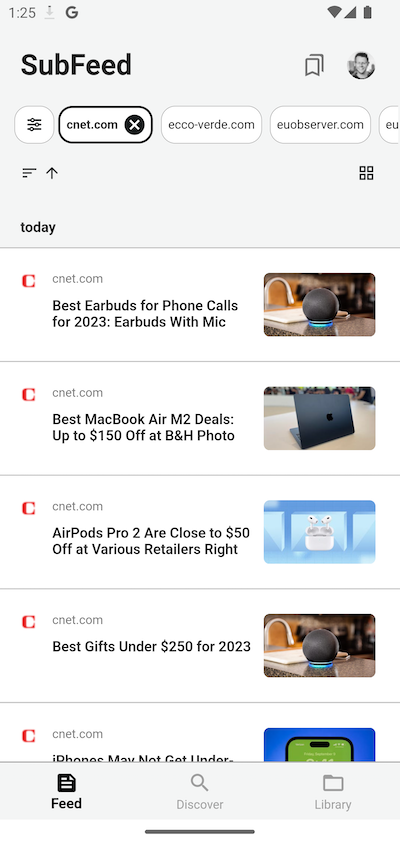 1:25
SubFeed
cnet.com
ecco-verde.com
euobserver.com
eu
today
cnet.com
Best Earbuds for Phone Calls
for 2023: Earbuds With Mic
cnet.com
Best MacBook Air M2 Deals:
Up to $150 Off at B&H Photo
cnet.com
AirPods Pro 2 Are Close to $50
Off at Various Retailers Right
cnet.com
Best Gifts Under $250 for 2023
cnet.com
iPhones May Not Get Under-
Feed
Discover
Library